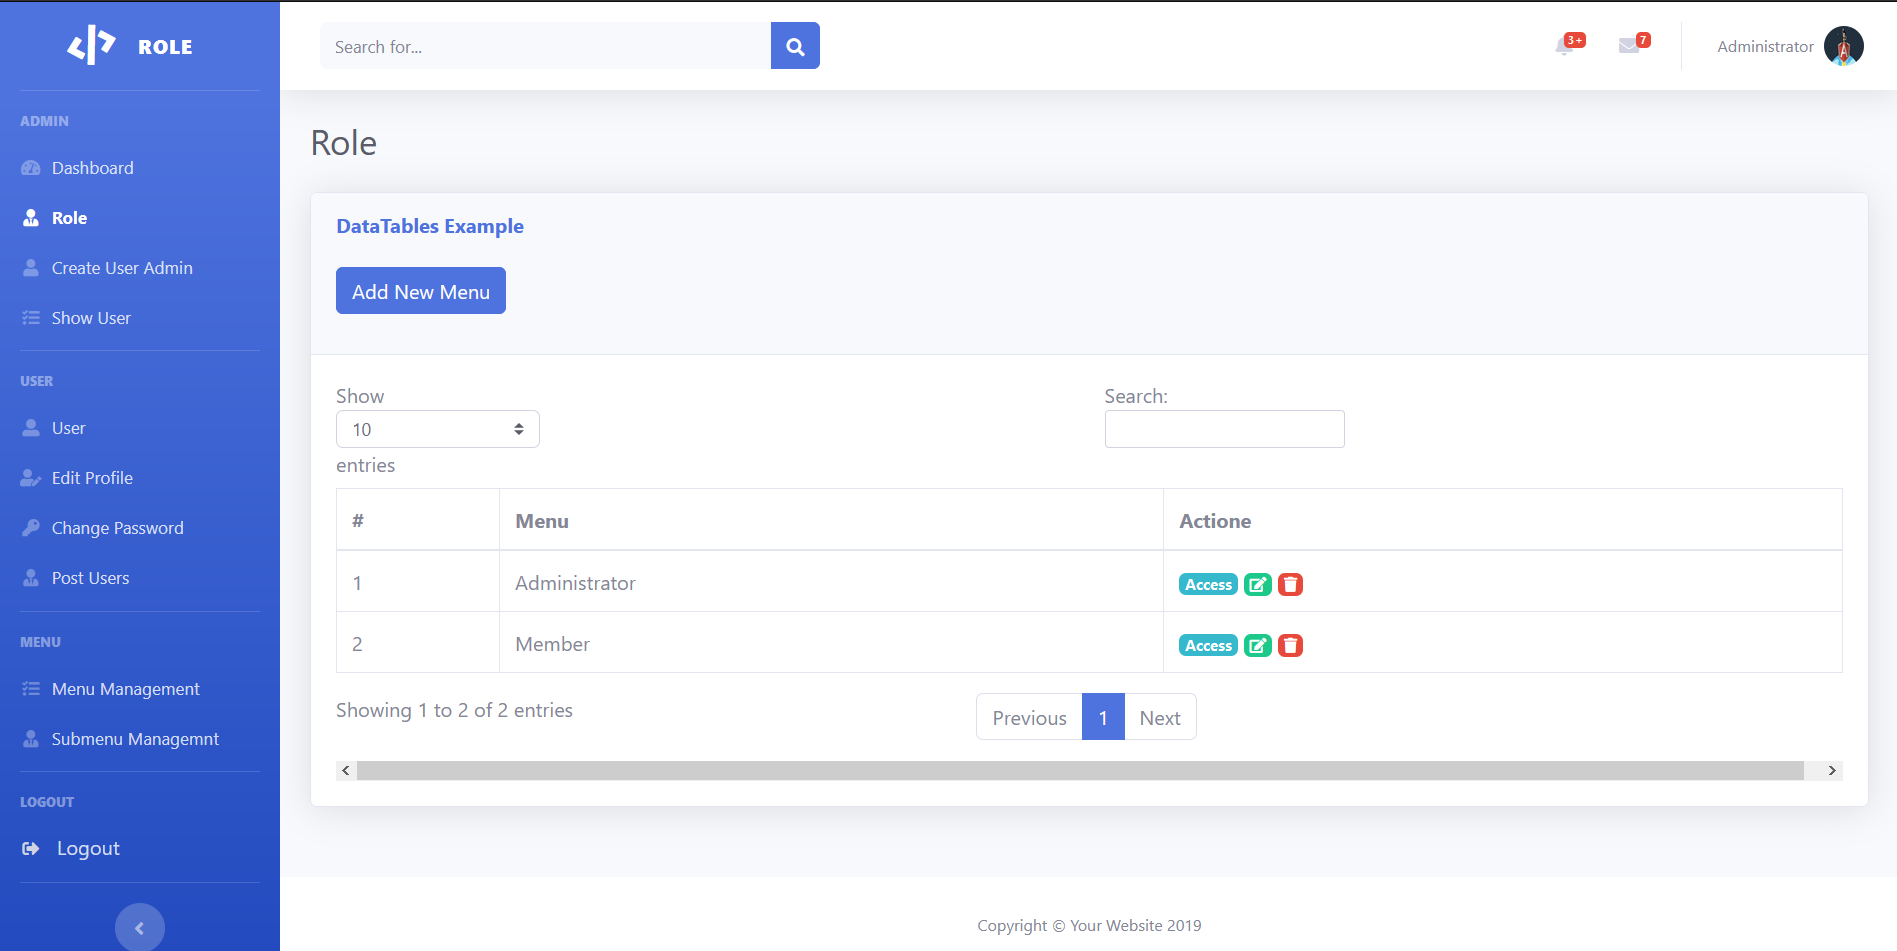 ROLE
Search for...
3+
7
Administrator
ADMIN
Dashboard
Role
Create User Admin
Show User
USER
User
Edit Profile
Change Password
Post Users
MENU
Menu Management
Submenu Managemnt
LOGOUT
Logout
Role
DataTables Example
Add New Menu
Show
10
entries
Search:
# Menu Actione
1 Administrator Access
2 Member Access
Showing 1 to 2 of 2 entries
Previous 1 Next
Copyright © Your Website 2019